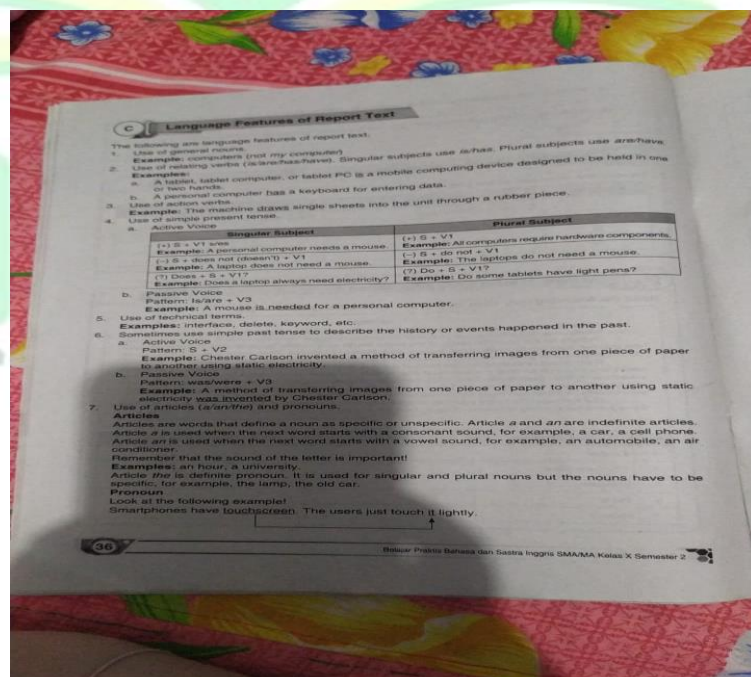 C Language Features of Report Text
The following are language features of report text.
1. Use of general nouns.
Example: computers (not my computer)
2. Use of relating verbs (is/are/has/have). Singular subjects use is/has. Plural subjects use are/have.
Examples:
a. A tablet, tablet computer, or tablet PC is a mobile computing device designed to be held in one
or two hands.
b. A personal computer has a keyboard for entering data.
3. Use of action verbs.
Example: The machine draws single sheets into the unit through a rubber piece.
4. Use of simple present tense.
a. Active Voice
Singular Subject Plural Subject
(+) S + V1 s/es (+) S + V1
Example: A personal computer needs a mouse. Example: All computers require hardware components.
(–) S + does not (doesn't) + V1 (–) S + do not + V1
Example: A laptop does not need a mouse. Example: The laptops do not need a mouse.
(?) Does + S + V1? (?) Do + S + V1?
Example: Does a laptop always need electricity? Example: Do some tablets have light pens?
b. Passive Voice
Pattern: Is/are + V3
Example: A mouse is needed for a personal computer.
5. Use of technical terms.
Examples: interface, delete, keyword, etc.
6. Sometimes use simple past tense to describe the history or events happened in the past.
a. Active Voice
Pattern: S + V2
Example: Chester Carlson invented a method of transferring images from one piece of paper
to another using static electricity.
b. Passive Voice
Pattern: was/were + V3
Example: A method of transferring images from one piece of paper to another using static
electricity was invented by Chester Carlson.
7. Use of articles (a/an/the) and pronouns.
Articles
Articles are words that define a noun as specific or unspecific. Article a and an are indefinite articles.
Article a is used when the next word starts with a consonant sound, for example, a car, a cell phone.
Article an is used when the next word starts with a vowel sound, for example, an automobile, an air
conditioner.
Remember that the sound of the letter is important!
Examples: an hour, a university.
Article the is definite pronoun. It is used for singular and plural nouns but the nouns have to be
specific, for example, the lamp, the old car.
Pronoun
Look at the following example!
Smartphones have touchscreen. The users just touch it lightly.
36 Belajar Praktis Bahasa dan Sastra Inggris SMA/MA Kelas X Semester 2